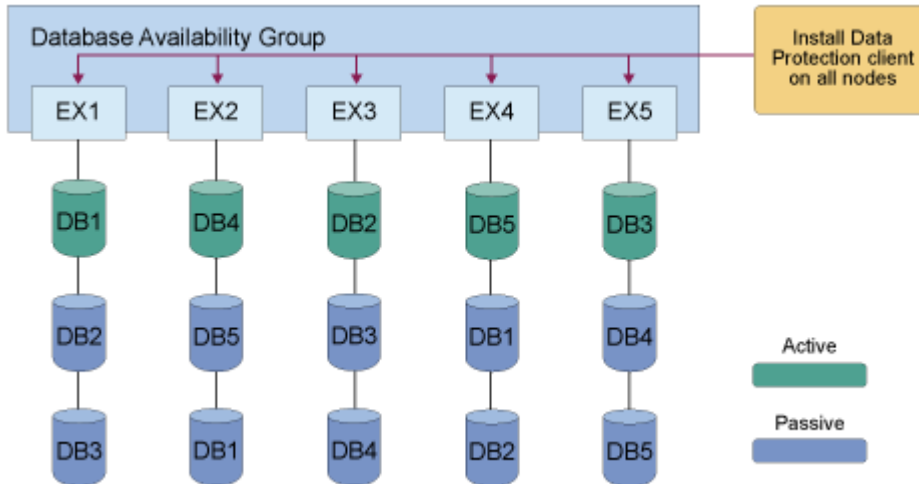 Database Availability Group
Install Data
Protection client
on all nodes
EX1 EX2 EX3 EX4 EX5
DB1 DB4 DB2 DB5 DB3
DB2 DB5 DB3 DB1 DB4
Active
DB3 DB1 DB4 DB2 DB5
Passive